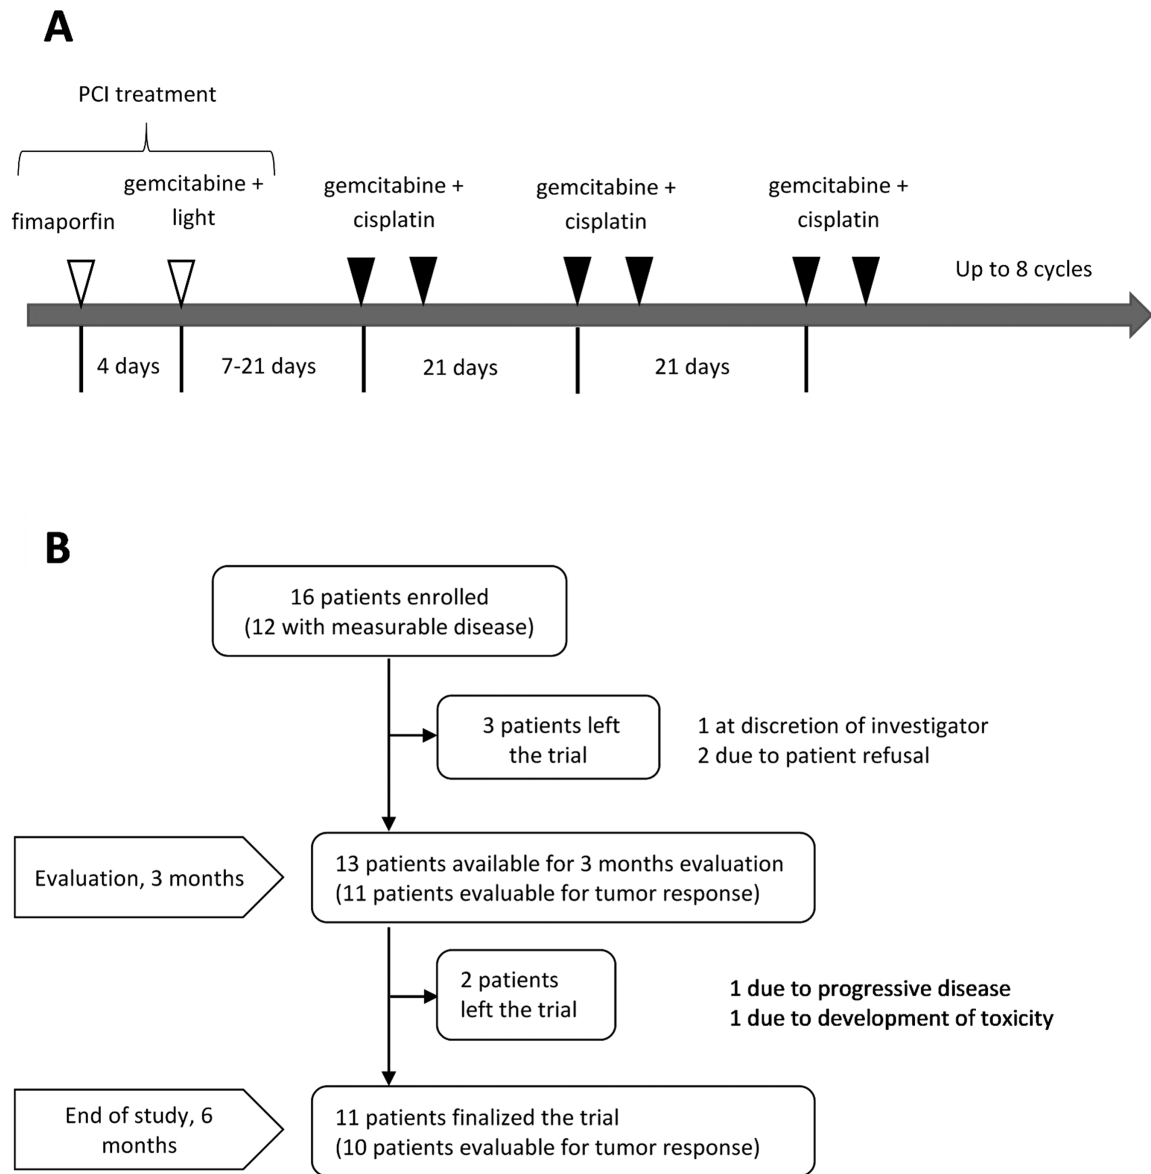 A
PCI treatment
fimaporfin
gemcitabine +
light
gemcitabine +
cisplatin
gemcitabine +
cisplatin
gemcitabine +
cisplatin
Up to 8 cycles
4 days
7-21 days
21 days
21 days
B
16 patients enrolled
(12 with measurable disease)
3 patients left
the trial
1 at discretion of investigator
2 due to patient refusal
Evaluation, 3 months
13 patients available for 3 months evaluation
(11 patients evaluable for tumor response)
2 patients
left the trial
1 due to progressive disease
1 due to development of toxicity
End of study, 6
months
11 patients finalized the trial
(10 patients evaluable for tumor response)